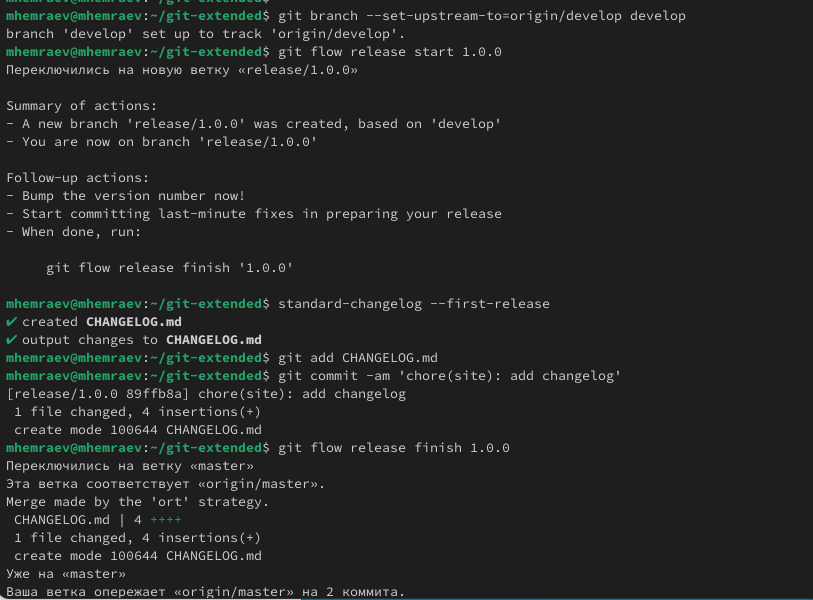 mhemraev@mhemraev:~/git-extended$ git branch --set-upstream-to=origin/develop develop
branch 'develop' set up to track 'origin/develop'.
mhemraev@mhemraev:~/git-extended$ git flow release start 1.0.0
Переключились на новую ветку «release/1.0.0»
Summary of actions:
- A new branch 'release/1.0.0' was created, based on 'develop'
- You are now on branch 'release/1.0.0'
Follow-up actions:
- Bump the version number now!
- Start committing last-minute fixes in preparing your release
- When done, run:
git flow release finish '1.0.0'
mhemraev@mhemraev:~/git-extended$ standard-changelog --first-release
✔ created CHANGELOG.md
✔ output changes to CHANGELOG.md
mhemraev@mhemraev:~/git-extended$ git add CHANGELOG.md
mhemraev@mhemraev:~/git-extended$ git commit -am 'chore(site): add changelog'
[release/1.0.0 89ffb8a] chore(site): add changelog
1 file changed, 4 insertions(+)
create mode 100644 CHANGELOG.md
mhemraev@mhemraev:~/git-extended$ git flow release finish 1.0.0
Переключились на ветку «master»
Эта ветка соответствует «origin/master».
Merge made by the 'ort' strategy.
CHANGELOG.md | 4 ++++
1 file changed, 4 insertions(+)
create mode 100644 CHANGELOG.md
Уже на «master»
Ваша ветка опережает «origin/master» на 2 коммита.